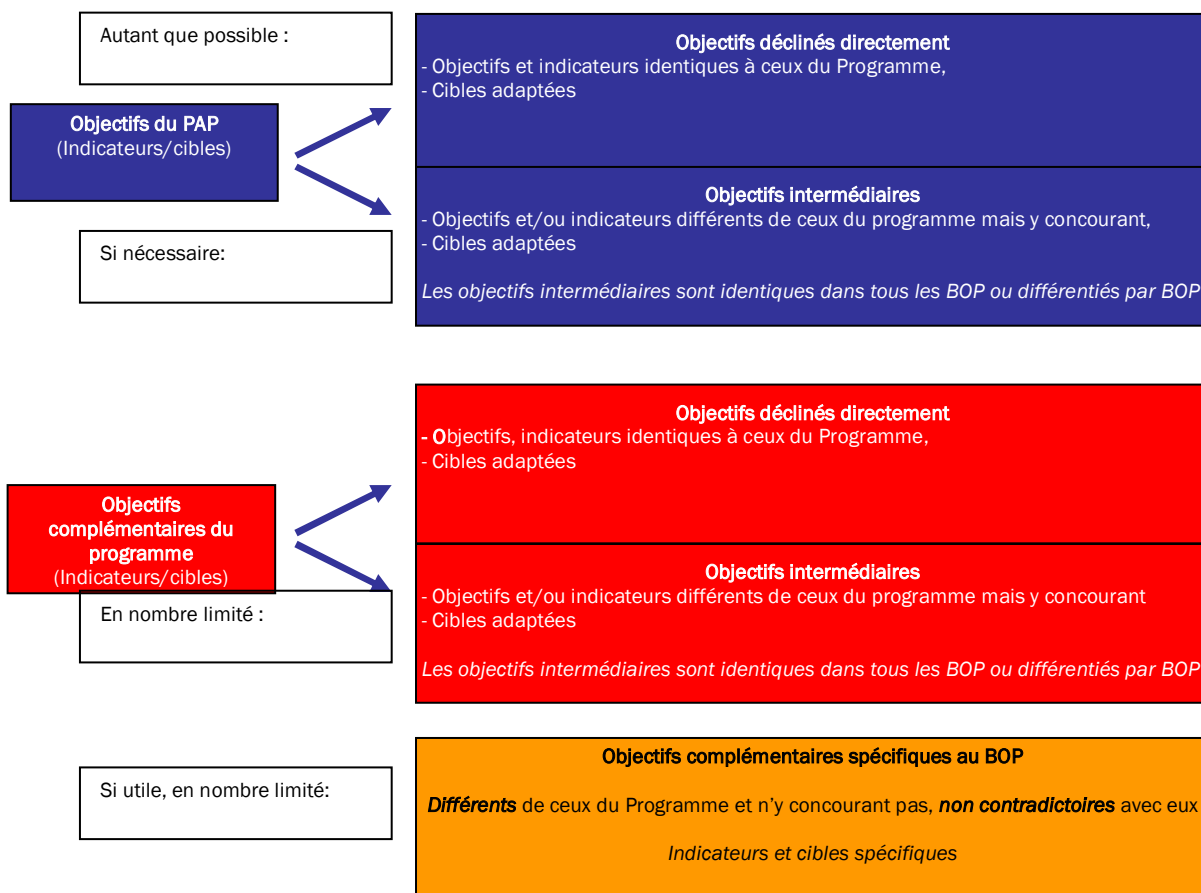 Autant que possible :
Objectifs déclinés directement
- Objectifs et indicateurs identiques à ceux du Programme,
- Cibles adaptées
Objectifs du PAP
(Indicateurs/cibles)
Objectifs intermédiaires
- Objectifs et/ou indicateurs différents de ceux du programme mais y concourant,
- Cibles adaptées
Les objectifs intermédiaires sont identiques dans tous les BOP ou différentiés par BOP
Si nécessaire:
Objectifs déclinés directement
- Objectifs, indicateurs identiques à ceux du Programme,
- Cibles adaptées
Objectifs
complémentaires du
programme
(Indicateurs/cibles)
Objectifs intermédiaires
- Objectifs et/ou indicateurs différents de ceux du programme mais y concourant
- Cibles adaptées
Les objectifs intermédiaires sont identiques dans tous les BOP ou différentiés par BOP
En nombre limité :
Objectifs complémentaires spécifiques au BOP
Si utile, en nombre limité:
Différents de ceux du Programme et n'y concourant pas, non contradictoires avec eux
Indicateurs et cibles spécifiques